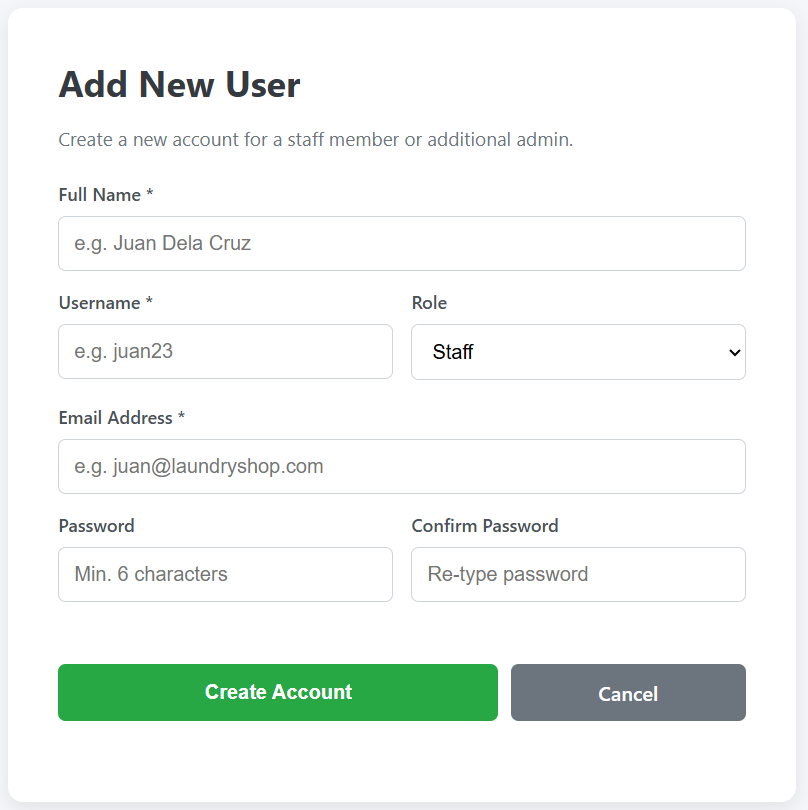 Add New User
Create a new account for a staff member or additional admin.
Full Name *
e.g. Juan Dela Cruz
Username *
Role
e.g. juan23
Staff
Email Address *
e.g. juan@laundryshop.com
Password
Confirm Password
Min. 6 characters
Re-type password
Create Account
Cancel